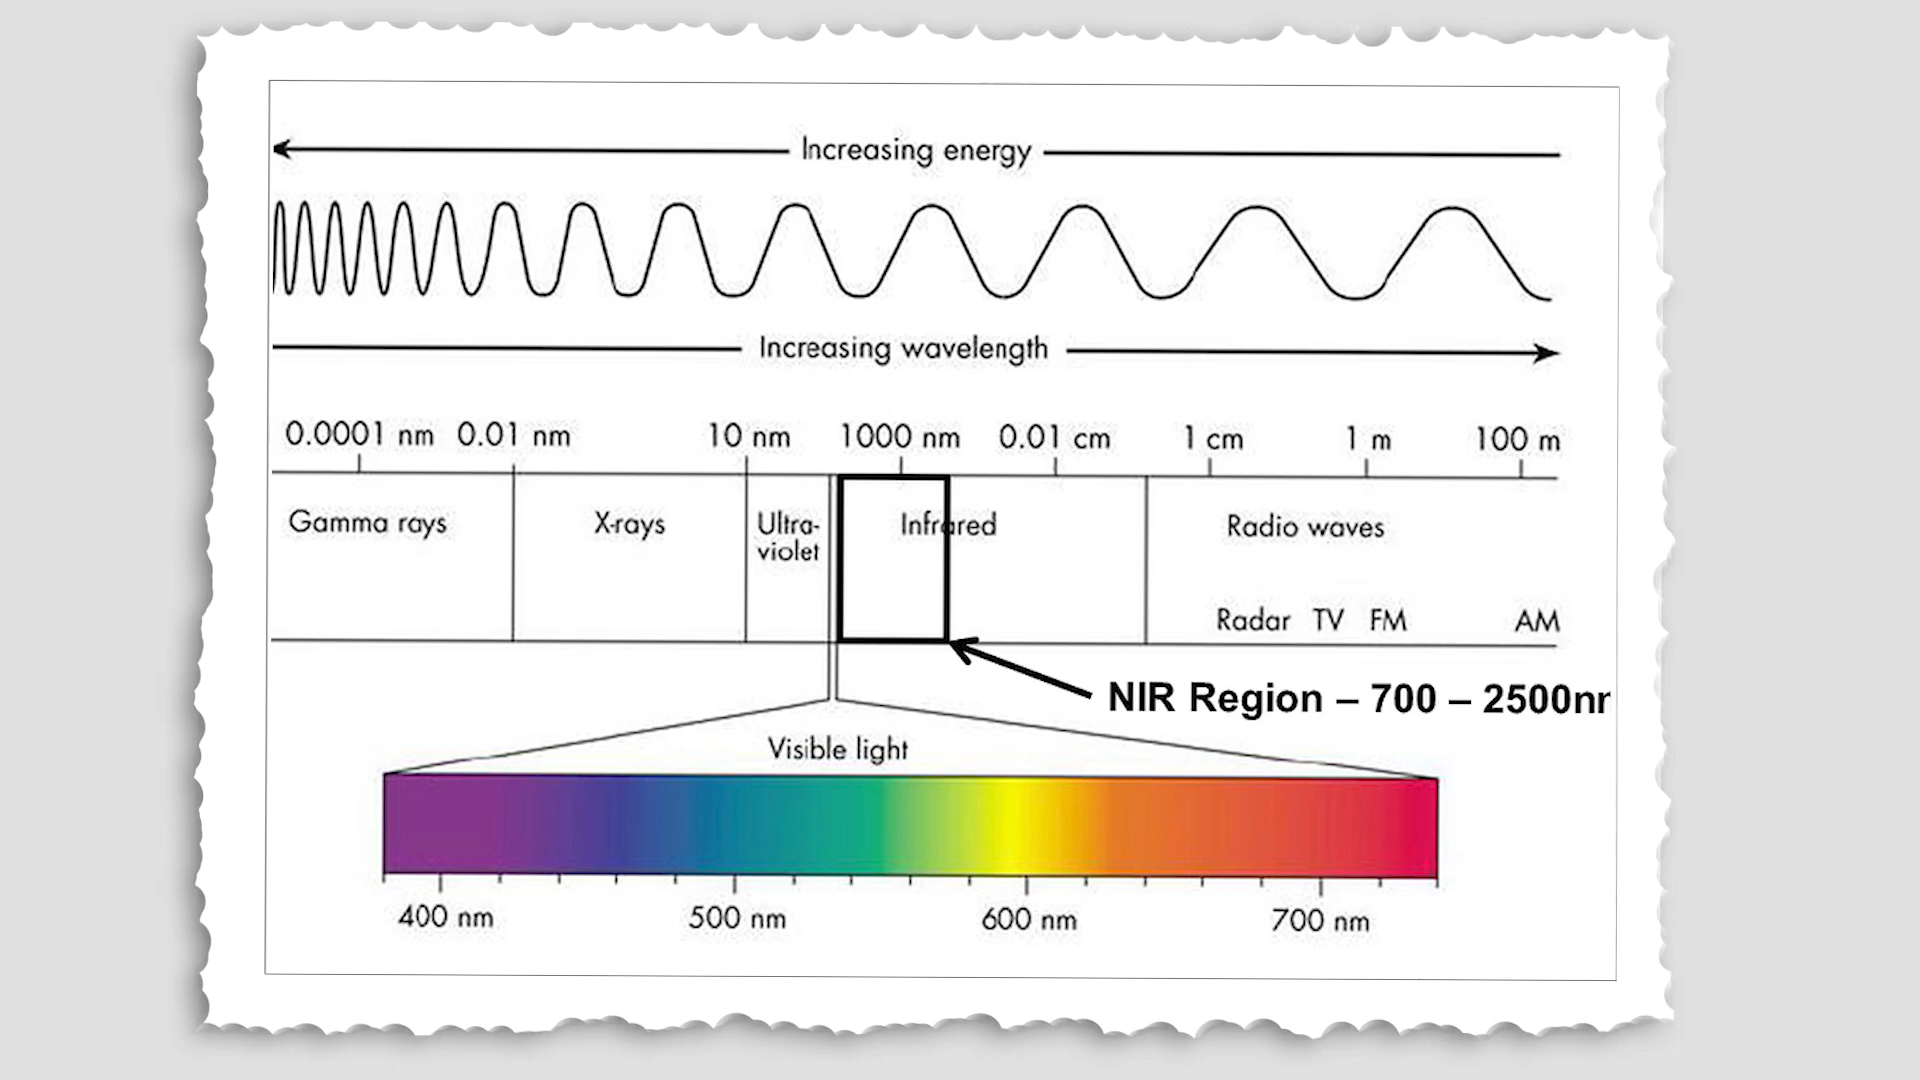 Increasing energy
Increasing wavelength
0.0001 nm 0.01 nm 10 nm 1000 nm 0.01 cm 1 cm 1 m 100 m
Gamma rays X-rays Ultra- Infrared Radio waves
violet
Radar TV FM AM
NIR Region – 700 – 2500nm
Visible light
400 nm 500 nm 600 nm 700 nm